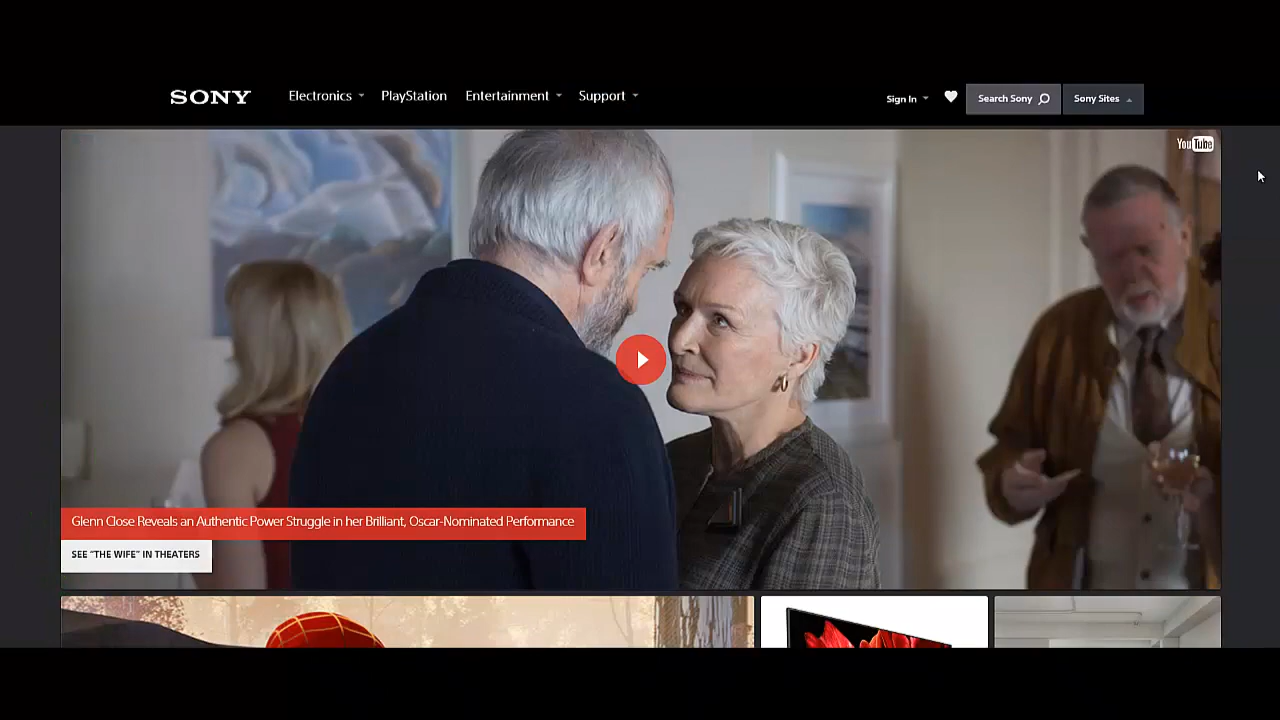 SONY
Electronics
PlayStation
Entertainment
Support
Sign In
Search Sony
Sony Sites
YouTube
Glenn Close Reveals an Authentic Power Struggle in her Brilliant, Oscar-Nominated Performance
SEE "THE WIFE" IN THEATERS